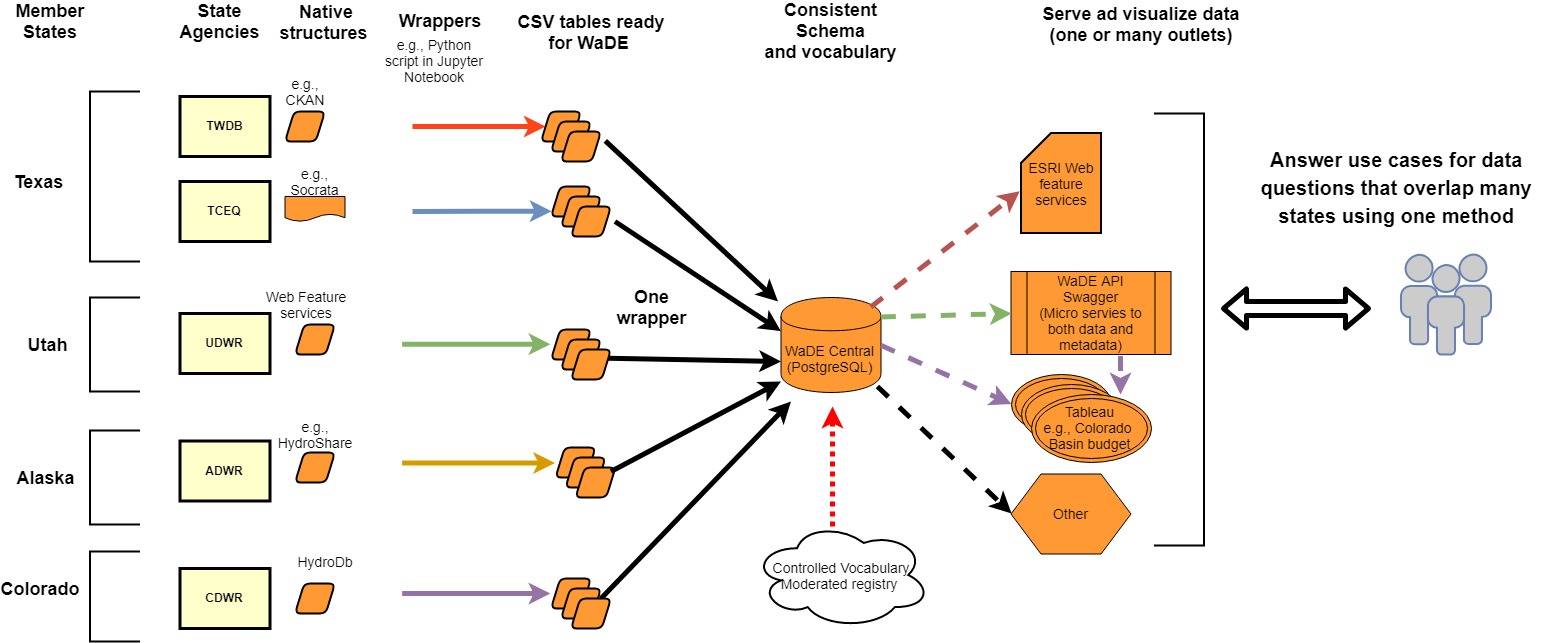 Member
States
State
Agencies
Native
structures
Wrappers
e.g., Python
script in Jupyter
Notebook
CSV tables ready
for WaDE
Consistent
Schema
and vocabulary
Serve ad visualize data
(one or many outlets)
Texas
TWDB
e.g.,
CKAN
TCEQ
e.g.,
Socrata
Utah
UDWR
Web Feature
services
Alaska
ADWR
e.g.,
HydroShare
Colorado
CDWR
HydroDb
One
wrapper
WaDE Central
(PostgreSQL)
Controlled Vocabulary
Moderated registry
ESRI Web
feature
services
WaDE API
Swagger
(Micro servies to
both data and
metadata)
Tableau
e.g., Colorado
Basin budget
Other
Answer use cases for data
questions that overlap many
states using one method